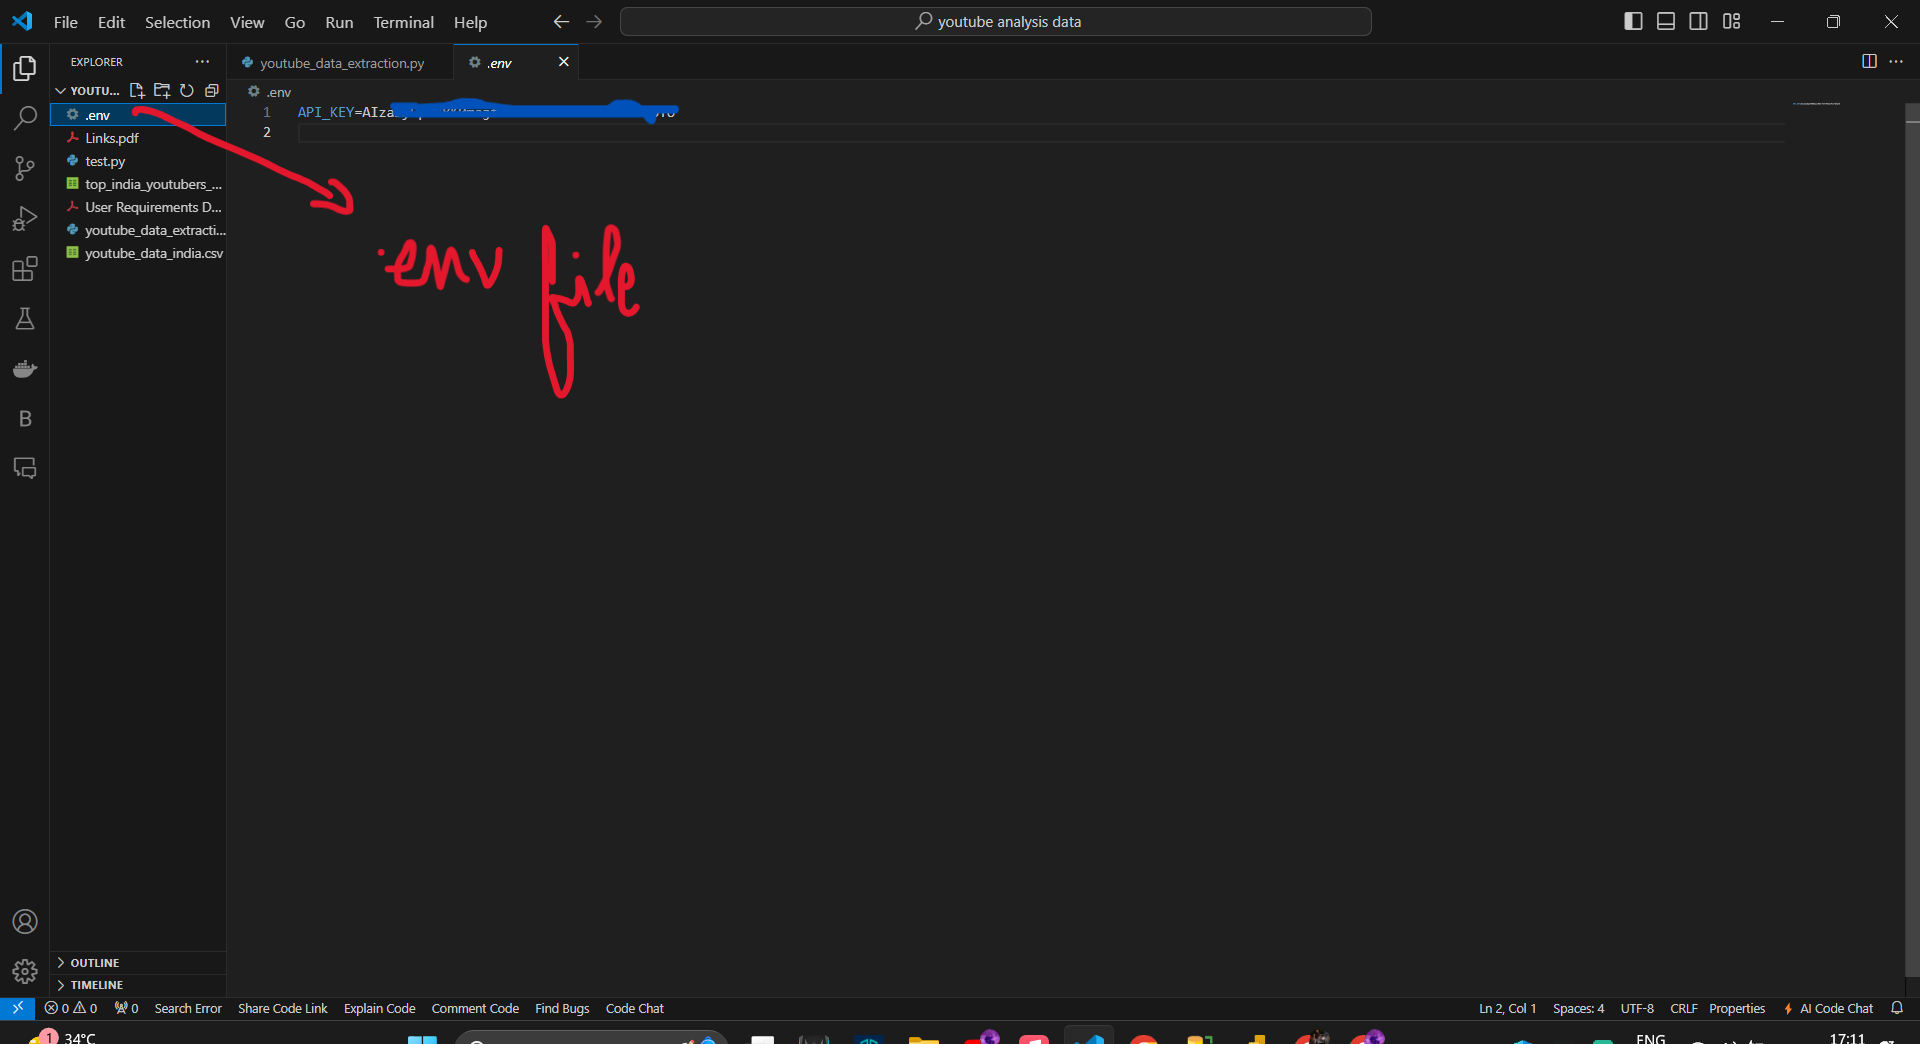 File Edit Selection View Go Run Terminal Help
youtube analysis data
EXPLORER
YOUTU...
.env
Links.pdf
test.py
top_india_youtubers_...
User Requirements D...
youtube_data_extracti...
youtube_data_india.csv
OUTLINE
TIMELINE
youtube_data_extraction.py
.env
.env
1 API_KEY=AIza
2
.env file
B
0 0 0 Search Error Share Code Link Explain Code Comment Code Find Bugs Code Chat
Ln 2, Col 1 Spaces: 4 UTF-8 CRLF Properties AI Code Chat
1 34°C
ENG
17:11